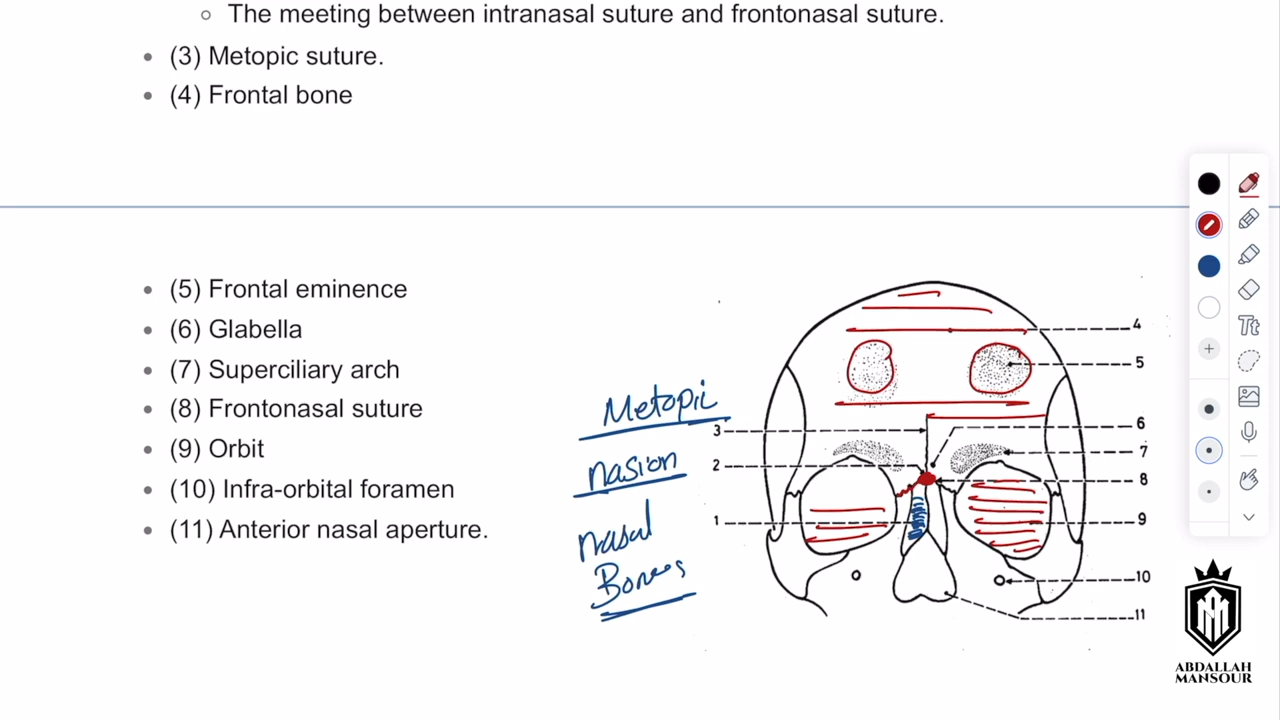 The meeting between intranasal suture and frontonasal suture.
(3) Metopic suture.
(4) Frontal bone
(5) Frontal eminence
(6) Glabella
(7) Superciliary arch
(8) Frontonasal suture
(9) Orbit
(10) Infra-orbital foramen
(11) Anterior nasal aperture.
Metopic
nasion
nasal
Bones
3
2
1
4
5
6
7
8
9
10
11
Tt
ABDALLAH
MANSOUR